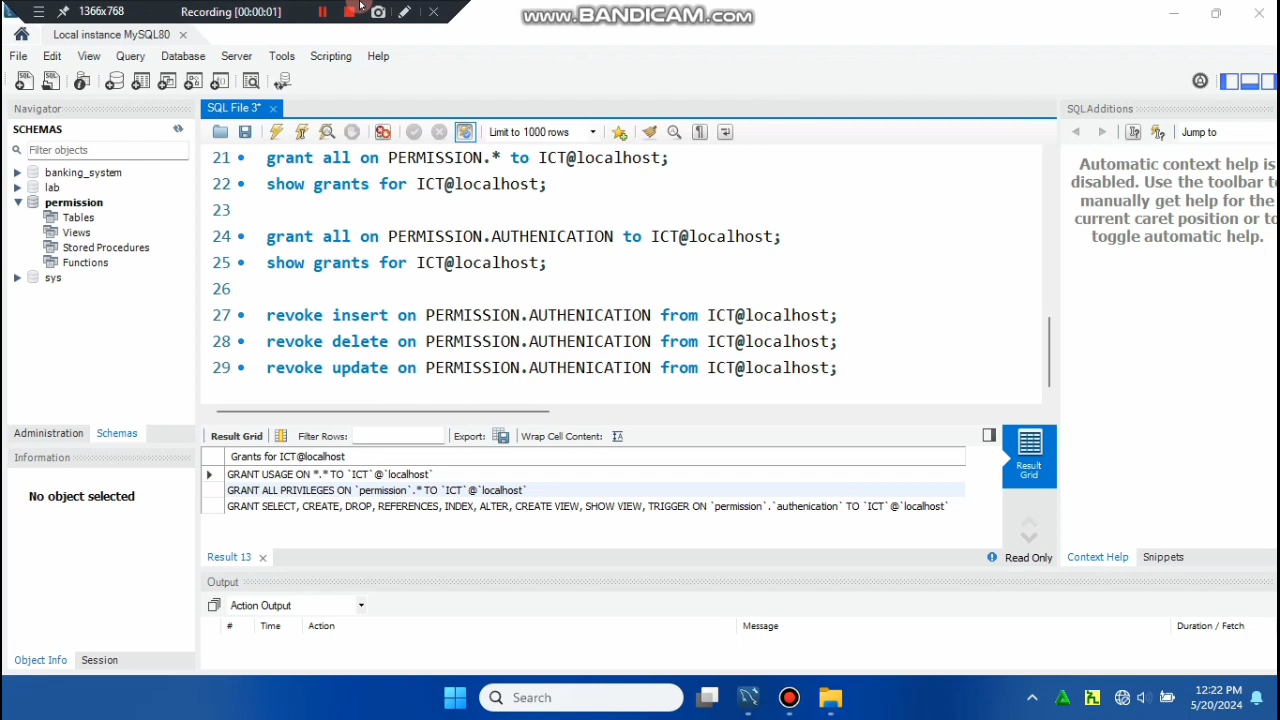 1366x768 Recording [00:00:01]
www.BANDICAM.com
Local instance MySQL80
File Edit View Query Database Server Tools Scripting Help
Navigator
SCHEMAS
Filter objects
banking_system
lab
permission
Tables
Views
Stored Procedures
Functions
sys
Administration Schemas
Information
No object selected
Object Info Session
SQL File 3*
Limit to 1000 rows
21 grant all on PERMISSION.* to ICT@localhost;
22 show grants for ICT@localhost;
23
24 grant all on PERMISSION.AUTHENICATION to ICT@localhost;
25 show grants for ICT@localhost;
26
27 revoke insert on PERMISSION.AUTHENICATION from ICT@localhost;
28 revoke delete on PERMISSION.AUTHENICATION from ICT@localhost;
29 revoke update on PERMISSION.AUTHENICATION from ICT@localhost;
Result Grid Filter Rows: Export: Wrap Cell Content:
Grants for ICT@localhost
GRANT USAGE ON *.* TO `ICT`@`localhost`
GRANT ALL PRIVILEGES ON `permission`.* TO `ICT`@`localhost`
GRANT SELECT, CREATE, DROP, REFERENCES, INDEX, ALTER, CREATE VIEW, SHOW VIEW, TRIGGER ON `permission`.`authenication` TO `ICT`@`localhost`
Result
Grid
Result 13
Read Only
SQLAdditions
Jump to
Automatic context help is
disabled. Use the toolbar to
manually get help for the
current caret position or to
toggle automatic help.
Context Help Snippets
Output
Action Output
# Time Action Message Duration / Fetch
Search
12:22 PM
5/20/2024